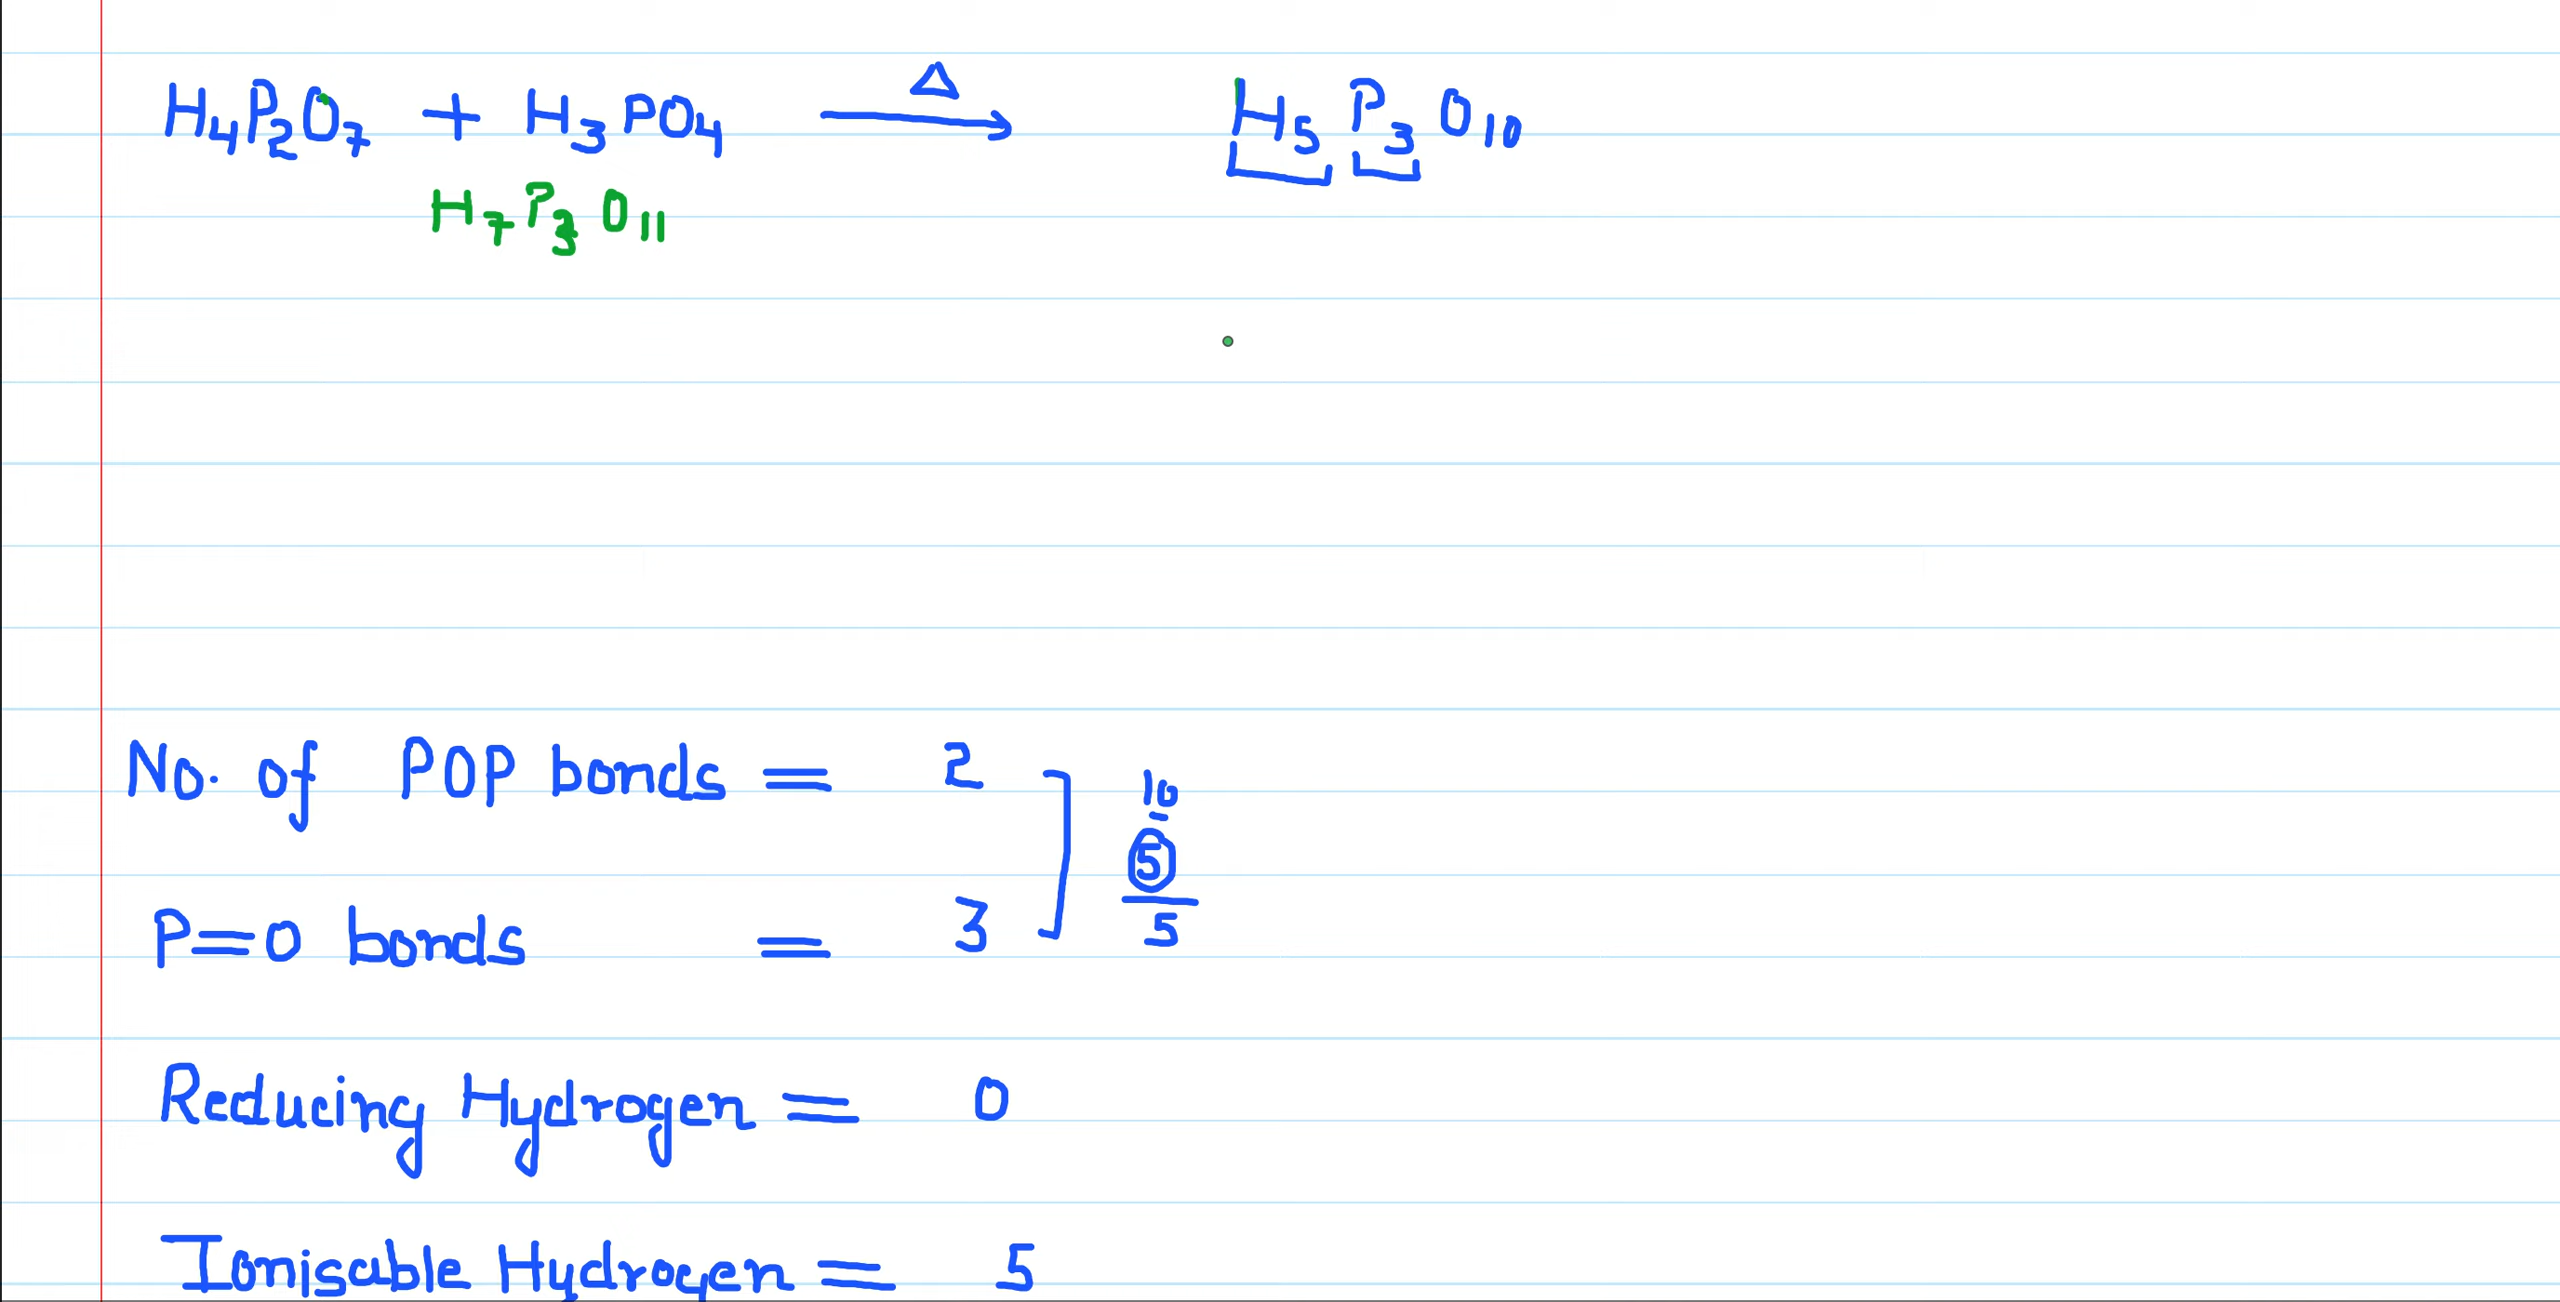 H₄P₂O₇ + H₃PO₄ —Δ→ H₅P₃O₁₀
H₇P₃O₁₁
No. of POP bonds = 2
10
P=O bonds = 3
5
5
Reducing Hydrogen = 0
Ionisable Hydrogen = 5